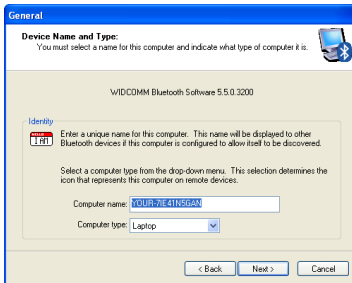 General
Device Name and Type:
You must select a name for this computer and indicate what type of computer it is.
WIDCOMM Bluetooth Software 5.5.0.3200
Identity
HELLO
I AM
Enter a unique name for this computer. This name will be displayed to other
Bluetooth devices if this computer is configured to allow itself to be discovered.
Select a computer type from the drop-down menu. This selection determines the
icon that represents this computer on remote devices.
Computer name: YOUR-7IE41N5GAN
Computer type: Laptop
< Back Next > Cancel